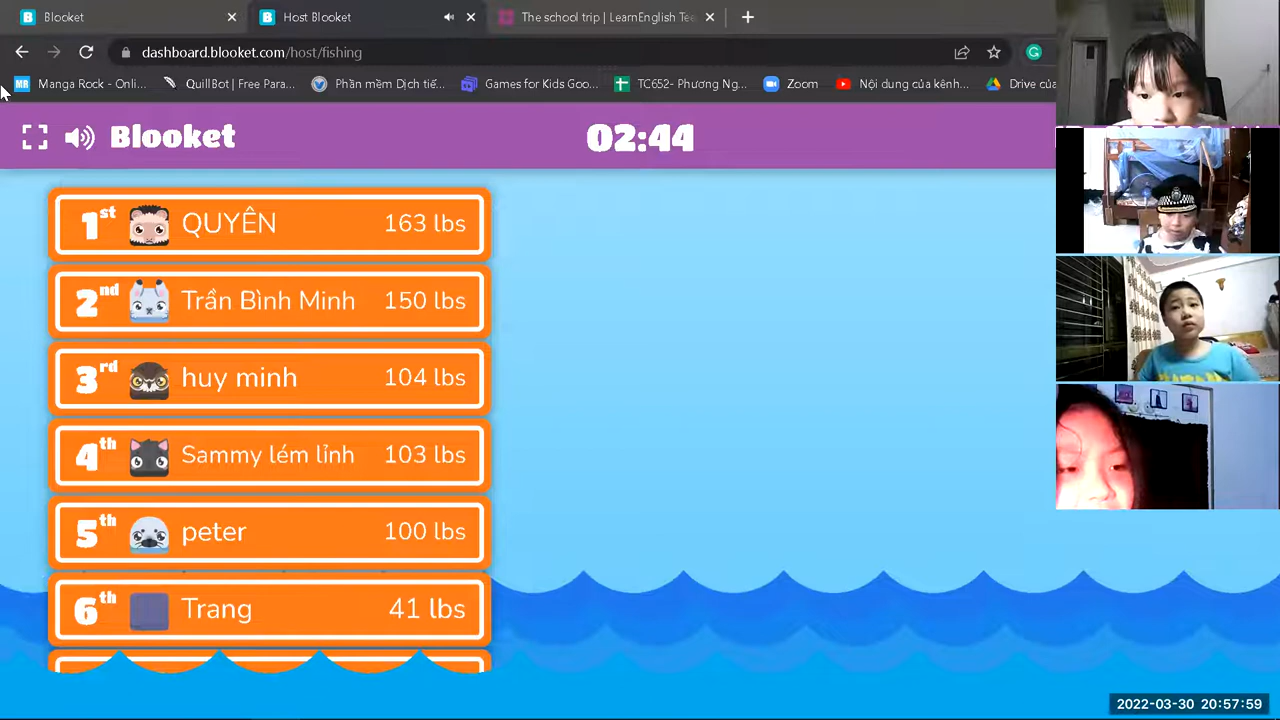 Blooket
Host Blooket
The school trip | LearnEnglish Tee
dashboard.blooket.com/host/fishing
MR Manga Rock - Onli...
QuillBot | Free Para...
Phần mềm Dịch tiế...
Games for Kids Goo...
TC652- Phương Ng...
Zoom
Nội dung của kênh...
Drive của
Blooket
02:44
1st QUYÊN 163 lbs
2nd Trần Bình Minh 150 lbs
3rd huy minh 104 lbs
4th Sammy lém lỉnh 103 lbs
5th peter 100 lbs
6th Trang 41 lbs
2022-03-30 20:57:59